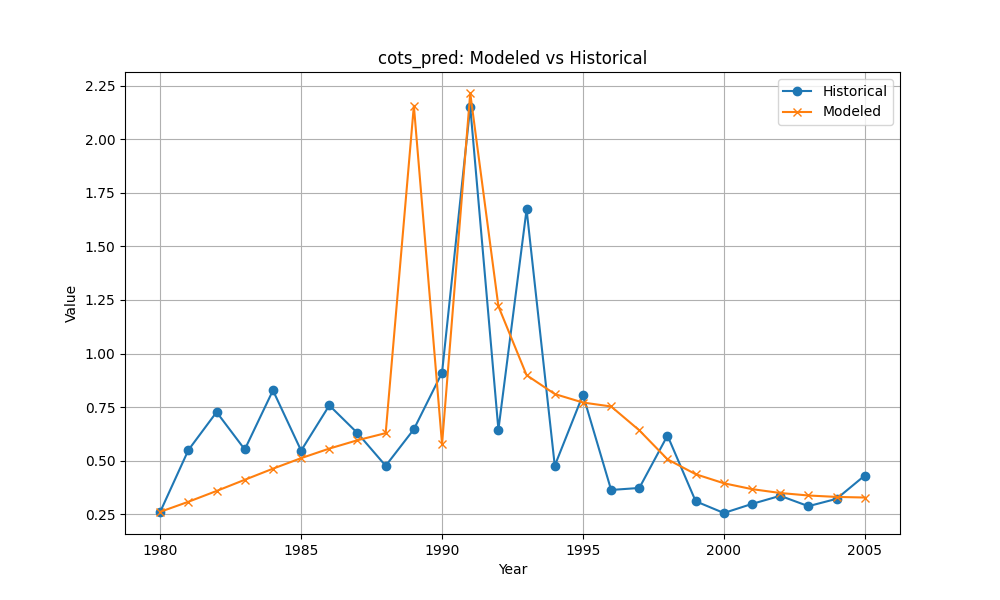 cots_pred: Modeled vs Historical
Historical
Modeled
2.25
2.00
1.75
1.50
1.25
1.00
0.75
0.50
0.25
Value
1980 1985 1990 1995 2000 2005
Year